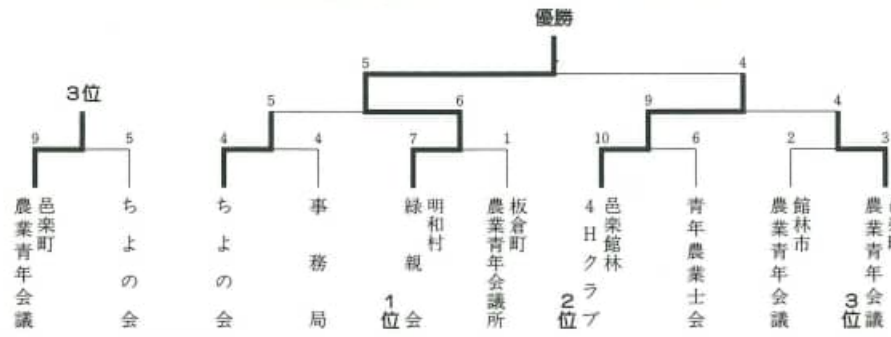 優勝
5
4
3位
5
6
9
4
9
5
4
4
7
1
10
6
2
3
邑楽町
農業青年会議
ちよの会
ちよの会
事務局
明和村
緑親会
1位
板倉町
農業青年会議所
邑楽館林
4Hクラブ
2位
青年農業士会
館林市
農業青年会議
農業青年会議
3位